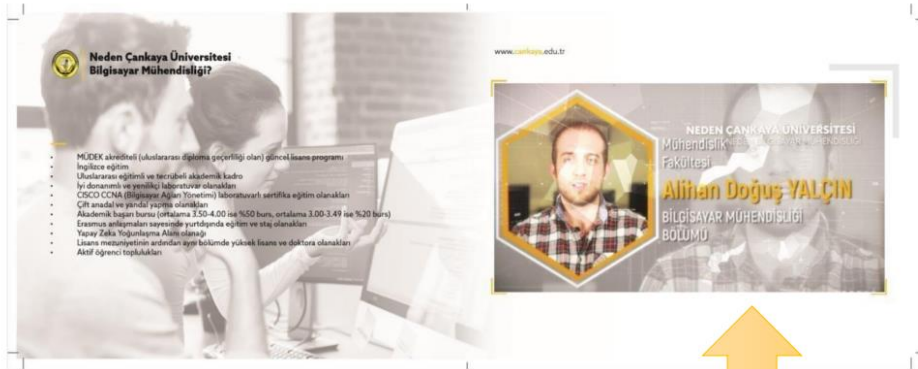 Neden Çankaya Üniversitesi
Bilgisayar Mühendisliği?
MÜDEK akrediteli (uluslararası diploma geçerliliği olan) güncel lisans programı
İngilizce eğitim
Uluslararası eğitimli ve tecrübeli akademik kadro
İyi donanımlı ve yenilikçi laboratuvar olanakları
CISCO CCNA (Bilgisayar Ağları Yönetimi) laboratuvarlı sertifika eğitim olanakları
Çift anadal ve yandal yapma olanakları
Akademik başarı bursu (ortalama 3.50-4.00 ise %50 burs, ortalama 3.00-3.49 ise %20 burs)
Erasmus anlaşmaları sayesinde yurtdışında eğitim ve staj olanakları
Yapay Zeka Yoğunlaşma Alanı olanağı
Lisans mezuniyetinin ardından aynı bölümde yüksek lisans ve doktora olanakları
Aktif öğrenci toplulukları
www.cankaya.edu.tr
NEDEN ÇANKAYA ÜNİVERSİTESİ
Mühendislik
Fakültesi
Alihan Doğuş YALÇIN
BİLGİSAYAR MÜHENDİSLİĞİ
BÖLÜMÜ